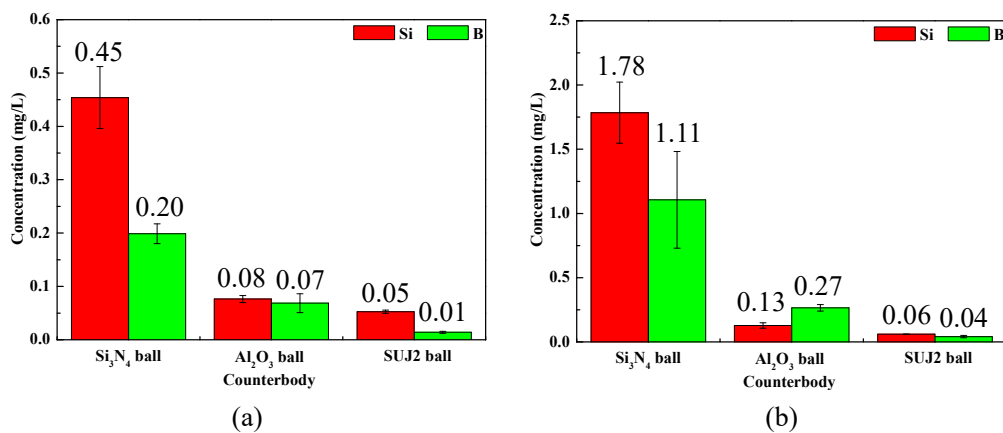 0.6
0.5
0.4
0.3
0.2
0.1
0.0
Concentration (mg/L)
Si B
0.45
0.20
0.08
0.07
0.05
0.01
Si₃N₄ ball Al₂O₃ ball SUJ2 ball
Counterbody
(a)
2.5
2.0
1.5
1.0
0.5
0.0
Concentration (mg/L)
Si B
1.78
1.11
0.13
0.27
0.06
0.04
Si₃N₄ ball Al₂O₃ ball SUJ2 ball
Counterbody
(b)